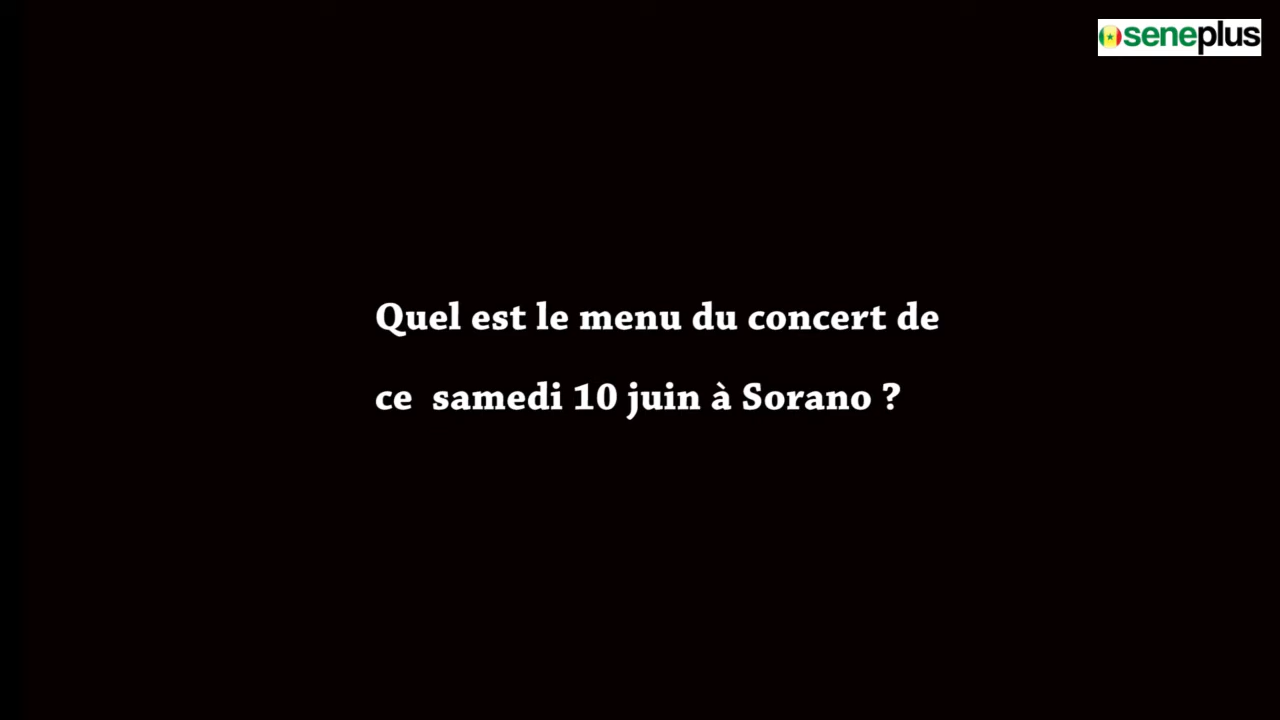 seneplus
Quel est le menu du concert de
ce  samedi 10 juin à Sorano ?